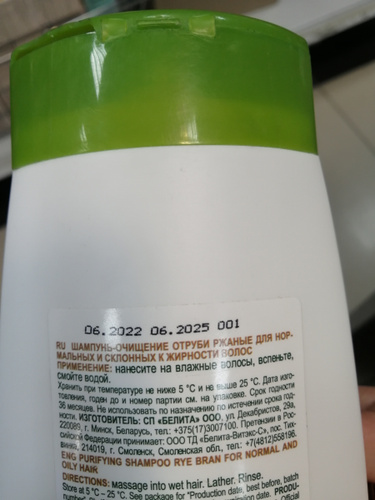 06.2022 06.2025 001
RU ШАМПУНЬ-ОЧИЩЕНИЕ ОТРУБИ РЖАНЫЕ ДЛЯ НОР-
МАЛЬНЫХ И СКЛОННЫХ К ЖИРНОСТИ ВОЛОС
ПРИМЕНЕНИЕ: нанесите на влажные волосы, вспеньте,
смойте водой.
Хранить при температуре не ниже 5 °С и не выше 25 °С. Дата изго-
товления, годен до и номер партии см. на упаковке. Срок годности
36 месяцев. Не использовать по назначению по истечении срока год-
ности. ИЗГОТОВИТЕЛЬ: СП «БЕЛИТА» ООО, ул. Декабристов, 29а,
220089, г. Минск, Беларусь, тел.: +375(17)3007100. Претензии в Рос-
сийской Федерации принимает: ООО ТД «Белита-Витэкс-С», пос. Тих-
винка, 214019, г. Смоленск, Смоленская обл., тел: +7(4812)558196.
ENG PURIFYING SHAMPOO RYE BRAN FOR NORMAL AND
OILY HAIR
DIRECTIONS: massage into wet hair. Lather. Rinse.
Store at 5 °C – 25 °C. See package for "Production date, best before, batch